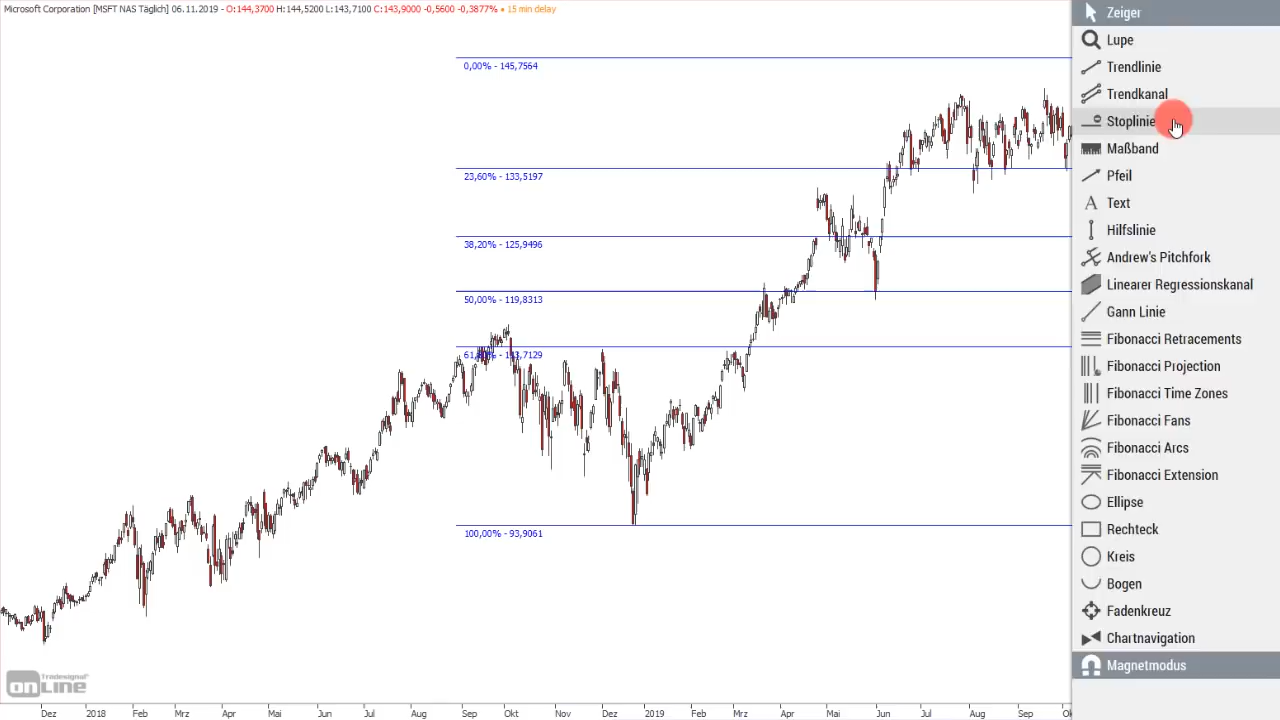 Microsoft Corporation [MSFT NAS Täglich] 06.11.2019 - O:144,3700 H:144,5200 L:143,7100 C:143,9000 -0,5600 -0,3877% • 15 min delay
0,00% - 145,7564
23,60% - 133,5197
38,20% - 125,9496
50,00% - 119,8313
100,00% - 93,9061
Tradesignal
onLine
Dez 2018 Feb Mrz Apr Mai Jun Jul Aug Sep Okt Nov Dez 2019 Feb Mrz Apr Mai Jun Jul Aug Sep
Zeiger
Lupe
Trendlinie
Trendkanal
Stoplinie
Maßband
Pfeil
Text
Hilfslinie
Andrew's Pitchfork
Linearer Regressionskanal
Gann Linie
Fibonacci Retracements
Fibonacci Projection
Fibonacci Time Zones
Fibonacci Fans
Fibonacci Arcs
Fibonacci Extension
Ellipse
Rechteck
Kreis
Bogen
Fadenkreuz
Chartnavigation
Magnetmodus